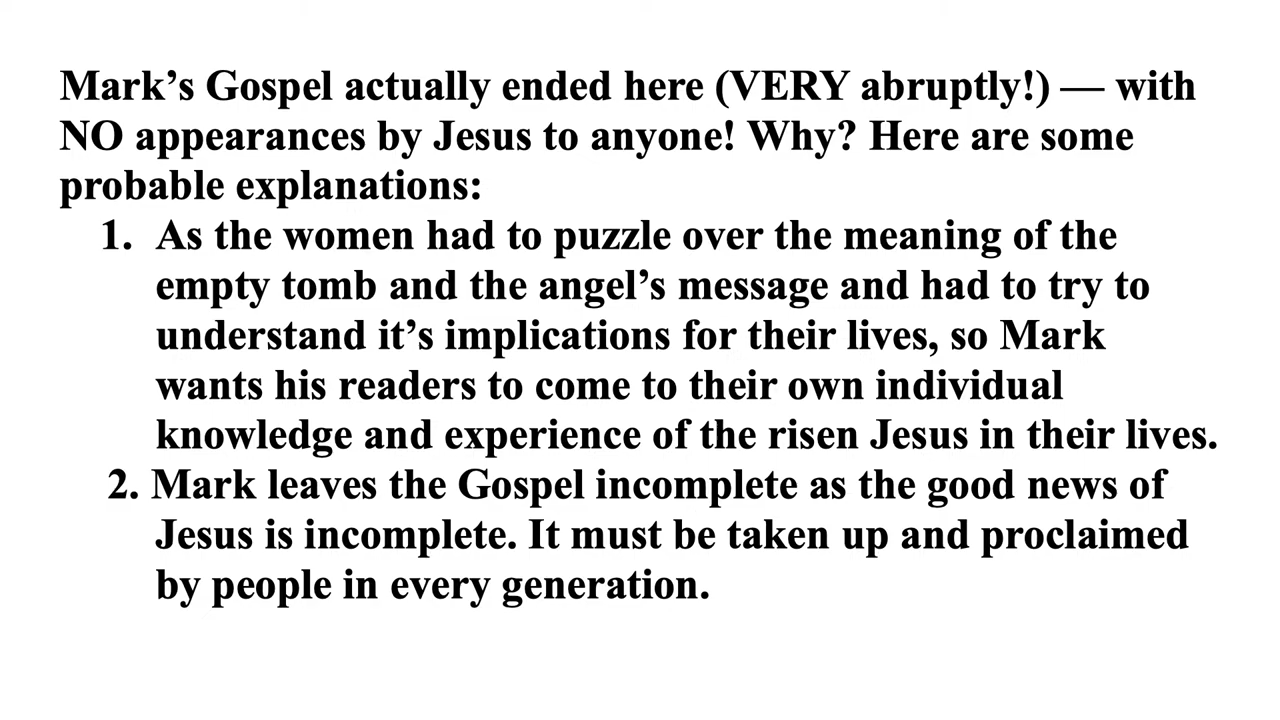 Mark’s Gospel actually ended here (VERY abruptly!) — with
NO appearances by Jesus to anyone! Why? Here are some
probable explanations:
1. As the women had to puzzle over the meaning of the
empty tomb and the angel’s message and had to try to
understand it’s implications for their lives, so Mark
wants his readers to come to their own individual
knowledge and experience of the risen Jesus in their lives.
2. Mark leaves the Gospel incomplete as the good news of
Jesus is incomplete. It must be taken up and proclaimed
by people in every generation.